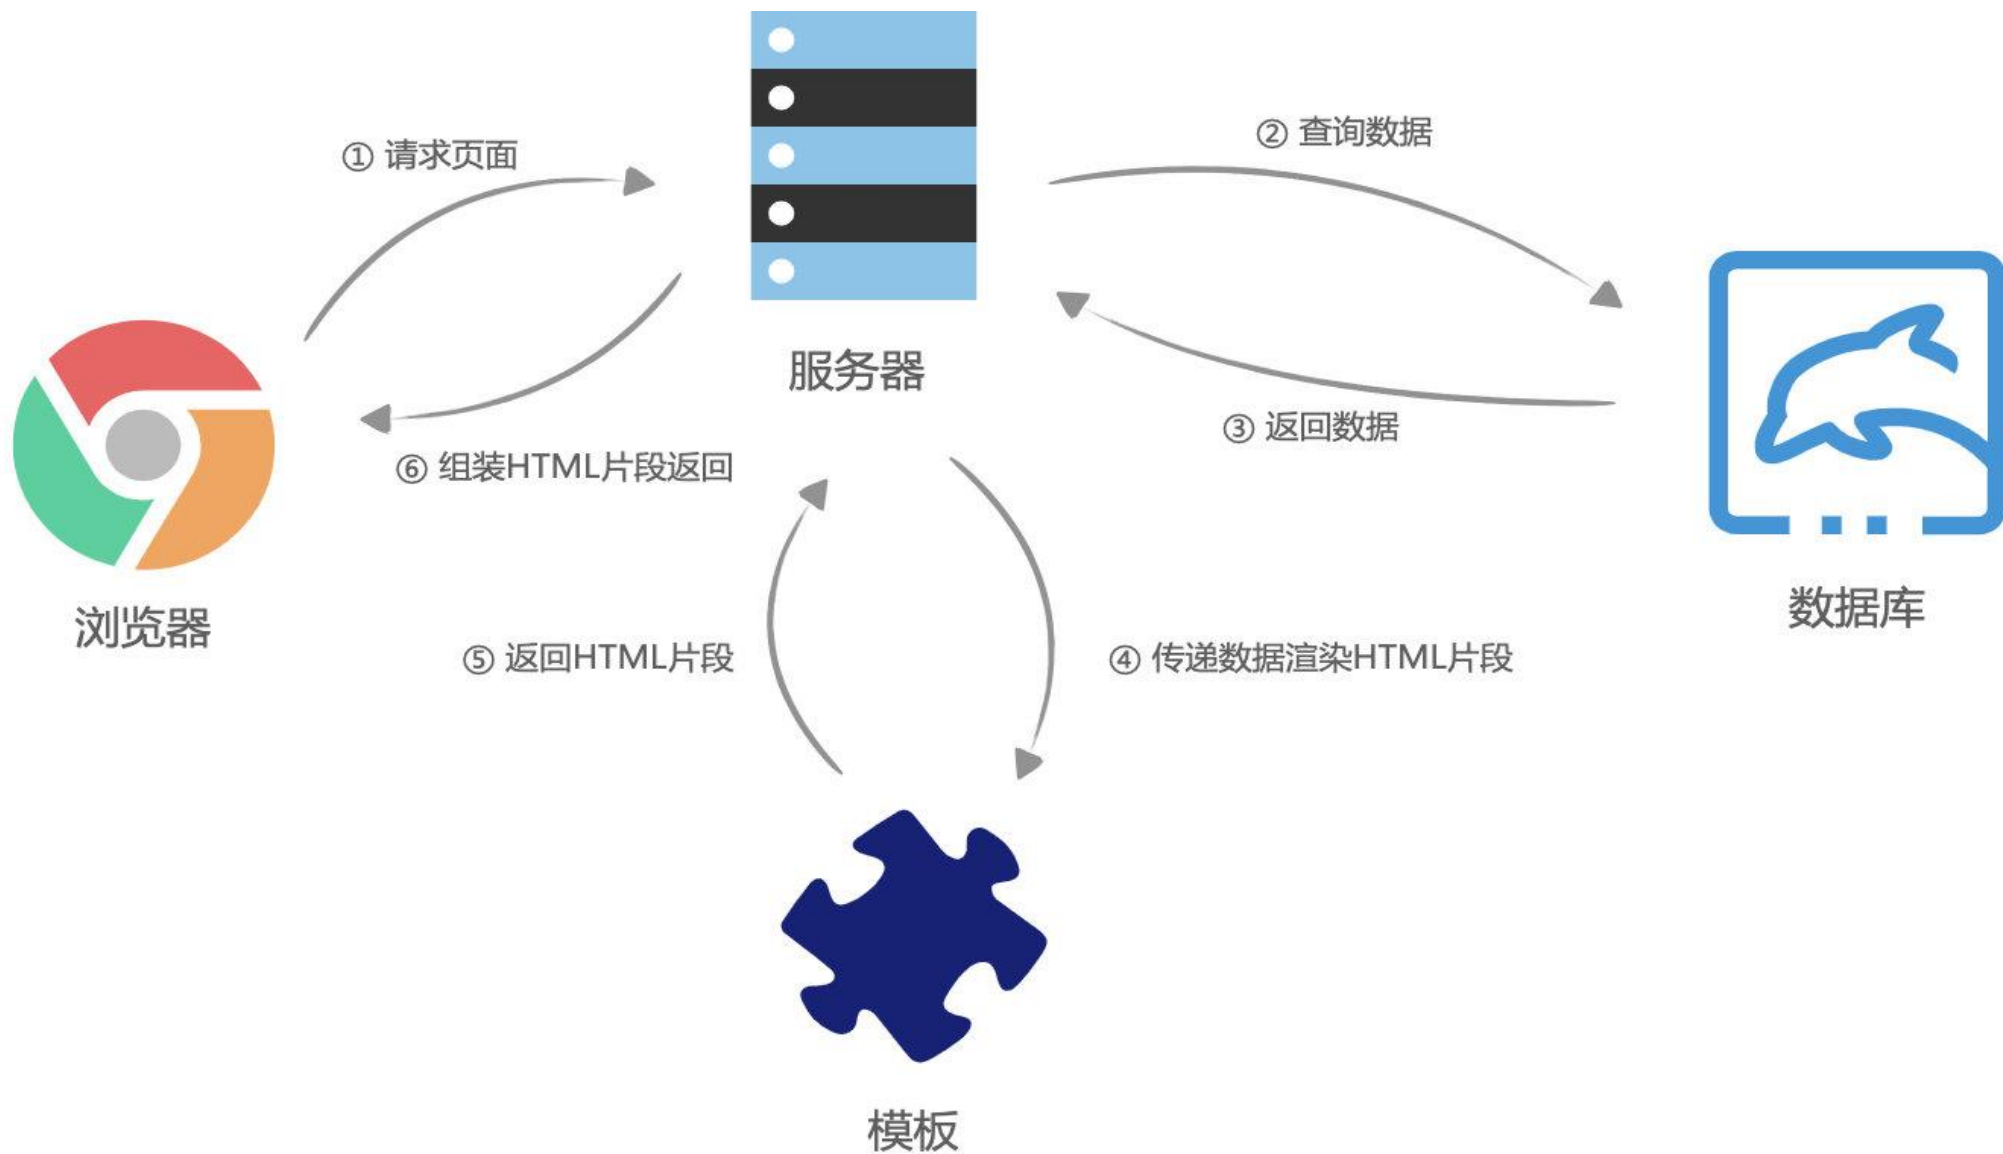 ① 请求页面
② 查询数据
服务器
③ 返回数据
⑥ 组装HTML片段返回
浏览器
数据库
⑤ 返回HTML片段
④ 传递数据渲染HTML片段
模板